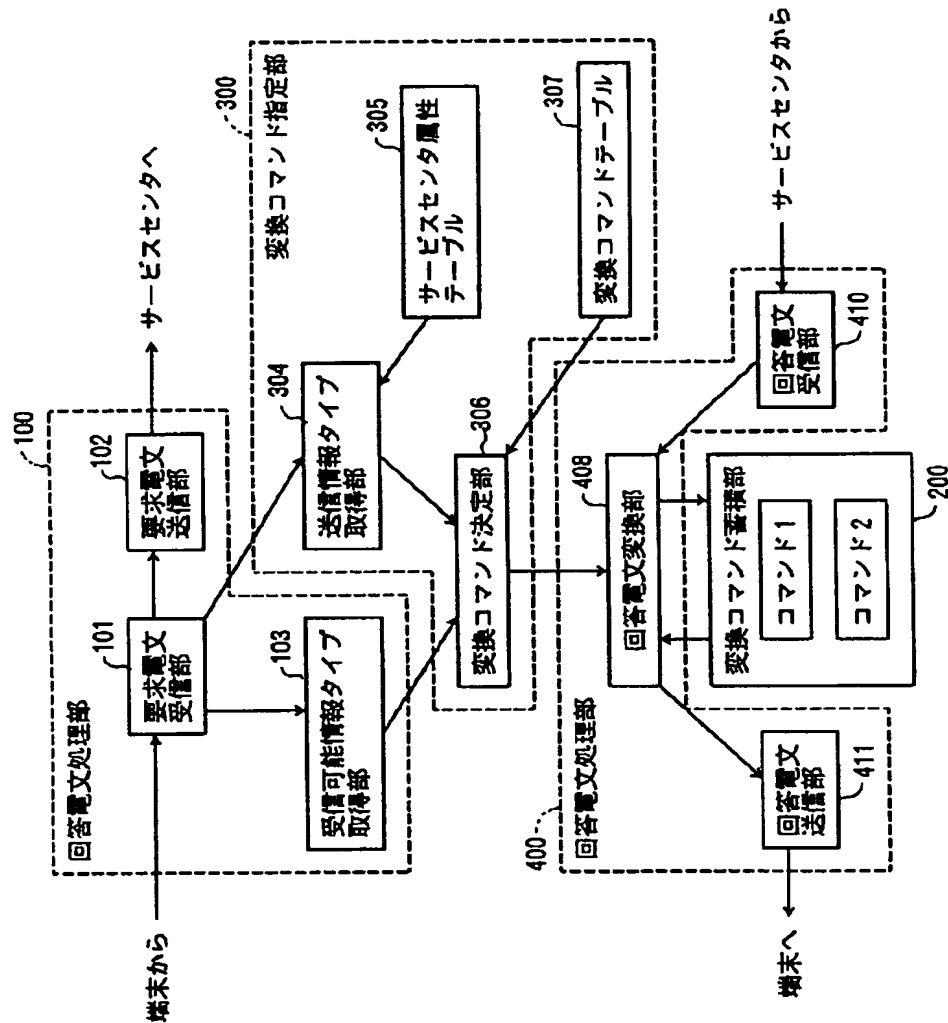 100
回答電文処理部
端末から
101
要求電文
受信部
102
要求電文
送信部
サービスセンタへ
103
受信可能情報タイプ
取得部
300
変換コマンド指定部
304
送信情報タイプ
取得部
305
サービスセンタ属性
テーブル
306
変換コマンド決定部
307
変換コマンドテーブル
400
回答電文処理部
408
回答電文変換部
410
回答電文
受信部
サービスセンタから
変換コマンド蓄積部
コマンド1
コマンド2
200
411
回答電文
送信部
端末へ